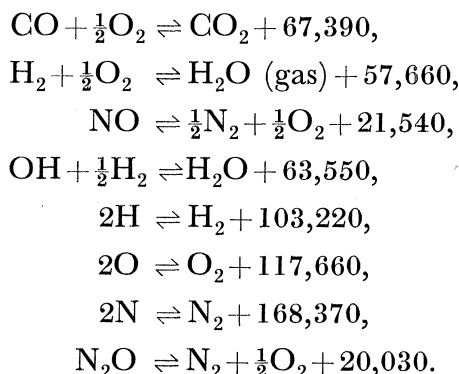 CO + ½O₂ ⇌ CO₂ + 67,390,
H₂ + ½O₂ ⇌ H₂O (gas) + 57,660,
NO ⇌ ½N₂ + ½O₂ + 21,540,
OH + ½H₂ ⇌ H₂O + 63,550,
2H ⇌ H₂ + 103,220,
2O ⇌ O₂ + 117,660,
2N ⇌ N₂ + 168,370,
N₂O ⇌ N₂ + ½O₂ + 20,030.